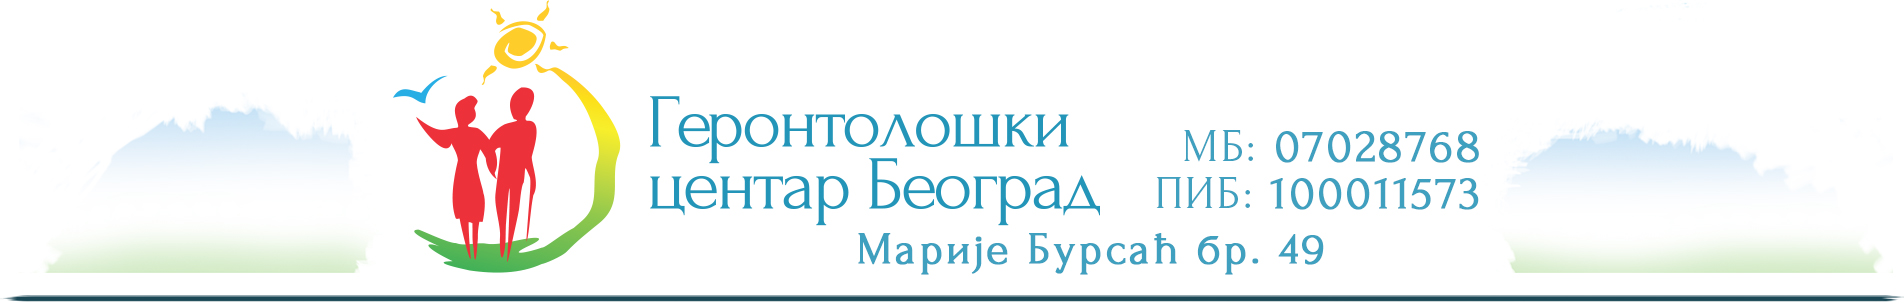 Геронтолошки
центар Београд
МБ: 07028768
ПИБ: 100011573
Марије Бурсаћ бр. 49